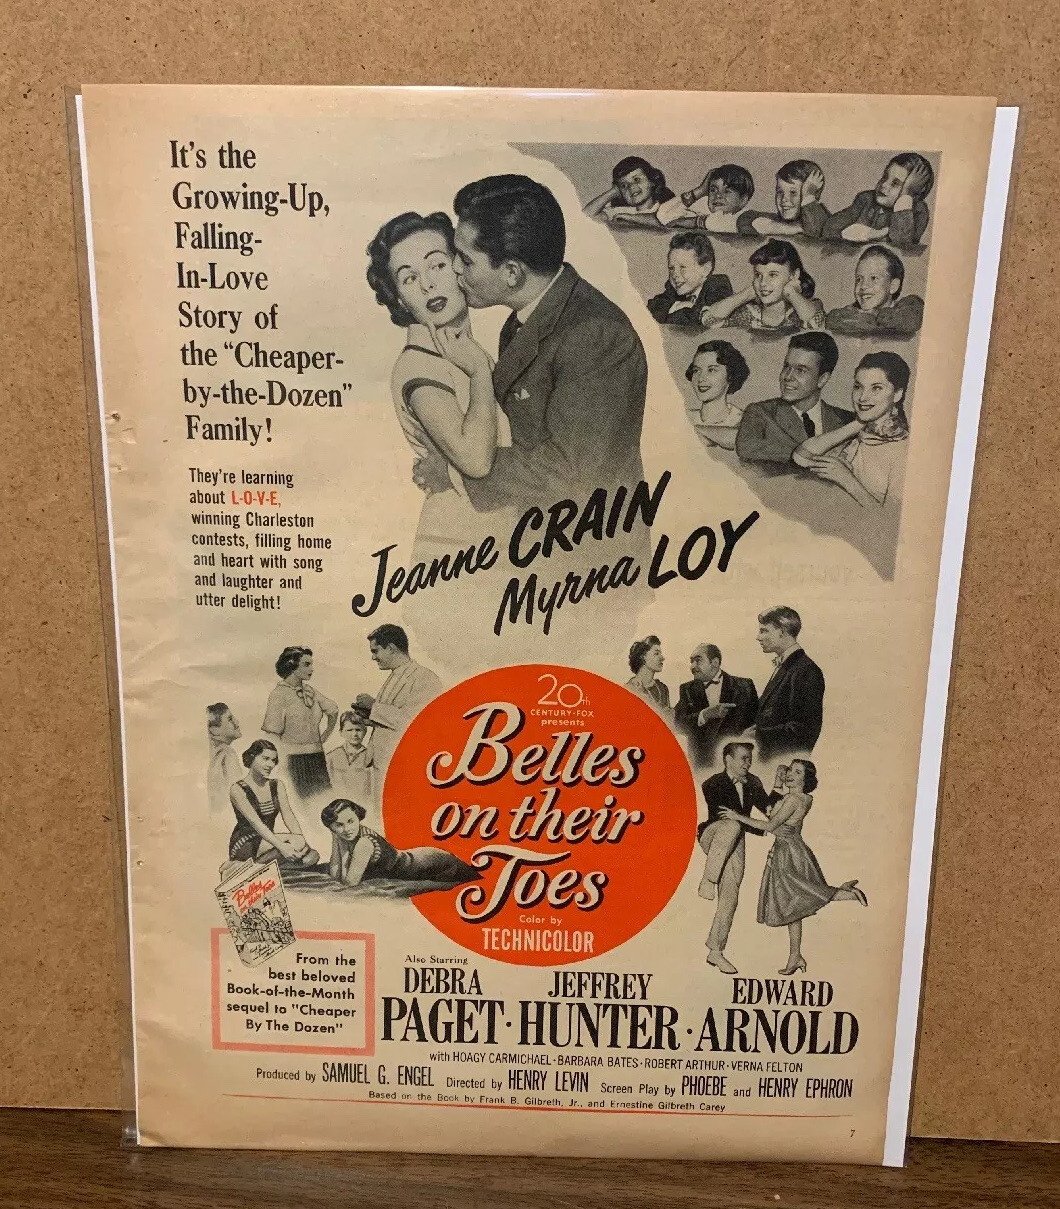 It's the
Growing-Up,
Falling-
In-Love
Story of
the "Cheaper-
by-the-Dozen"
Family!
They're learning
about L-O-V-E,
winning Charleston
contests, filling home
and heart with song
and laughter and
utter delight!
Jeanne CRAIN
Myrna LOY
20th
CENTURY-FOX
presents
Belles
on their
Toes
Color by
TECHNICOLOR
Belles
on their Toes
From the
best beloved
Book-of-the-Month
sequel to "Cheaper
By The Dozen"
Also Starring
DEBRA JEFFREY EDWARD
PAGET · HUNTER · ARNOLD
with HOAGY CARMICHAEL · BARBARA BATES · ROBERT ARTHUR · VERNA FELTON
Produced by SAMUEL G. ENGEL Directed by HENRY LEVIN Screen Play by PHOEBE and HENRY EPHRON
Based on the Book by Frank B. Gilbreth, Jr., and Ernestine Gilbreth Carey
7